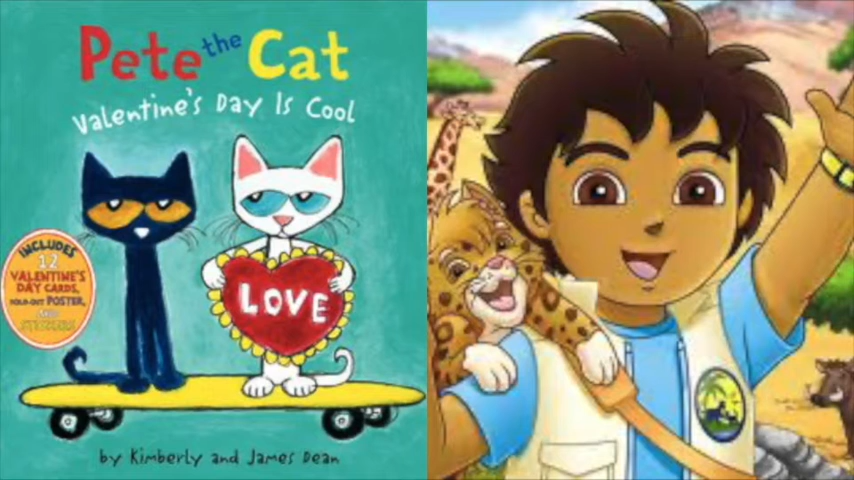 Pete the Cat
Valentine's Day Is Cool
INCLUDES
12
VALENTINE'S
DAY CARDS,
FOLD-OUT POSTER,
AND
STICKERS!
LOVE
by Kimberly and James Dean